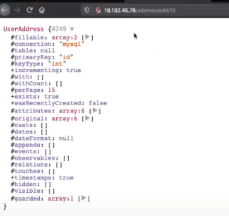 18.132.45.76/address/edit/10
UserAddress {#249 ▼
#fillable: array:2 [▶]
#connection: "mysql"
#table: null
#primaryKey: "id"
#keyType: "int"
+incrementing: true
#with: []
#withCount: []
#perPage: 15
+exists: true
+wasRecentlyCreated: false
#attributes: array:6 [▶]
#original: array:6 [▶]
#casts: []
#dates: []
#dateFormat: null
#appends: []
#events: []
#observables: []
#relations: []
#touches: []
+timestamps: true
#hidden: []
#visible: []
#guarded: array:1 [▶]
}